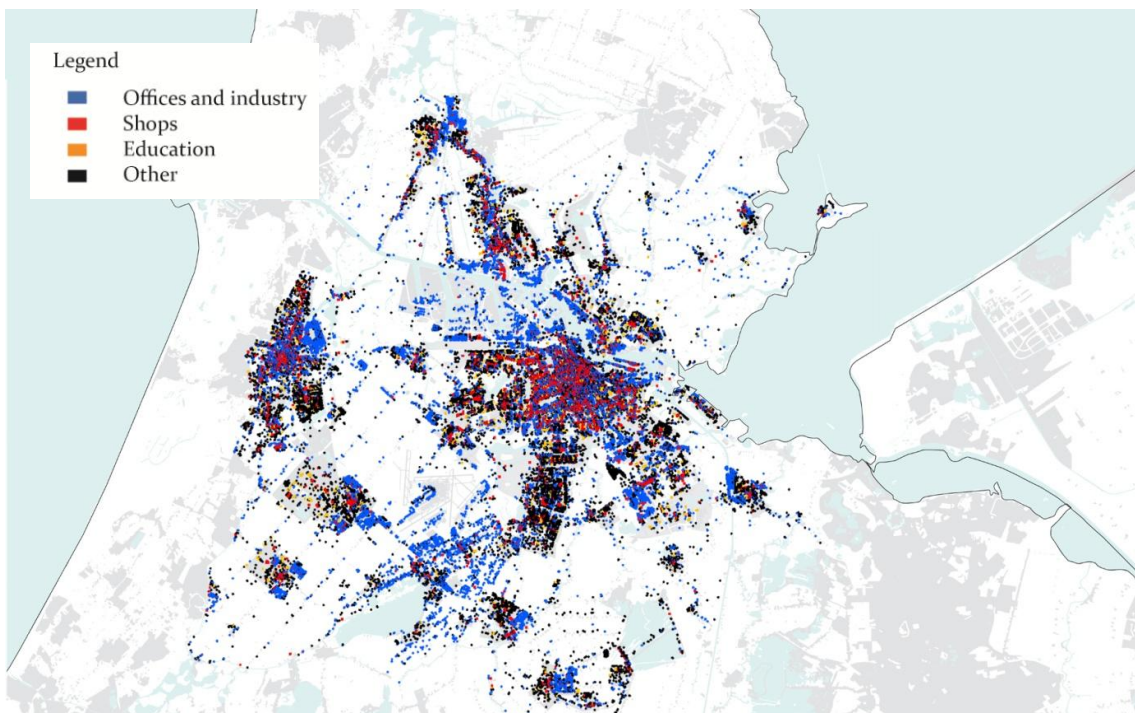 Legend
Offices and industry
Shops
Education
Other